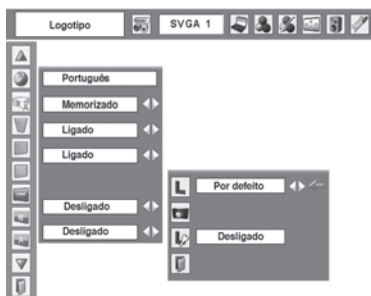 Logotipo
SVGA 1
Português
Memorizado
Ligado
Ligado
Desligado
Desligado
Por defeito
Desligado